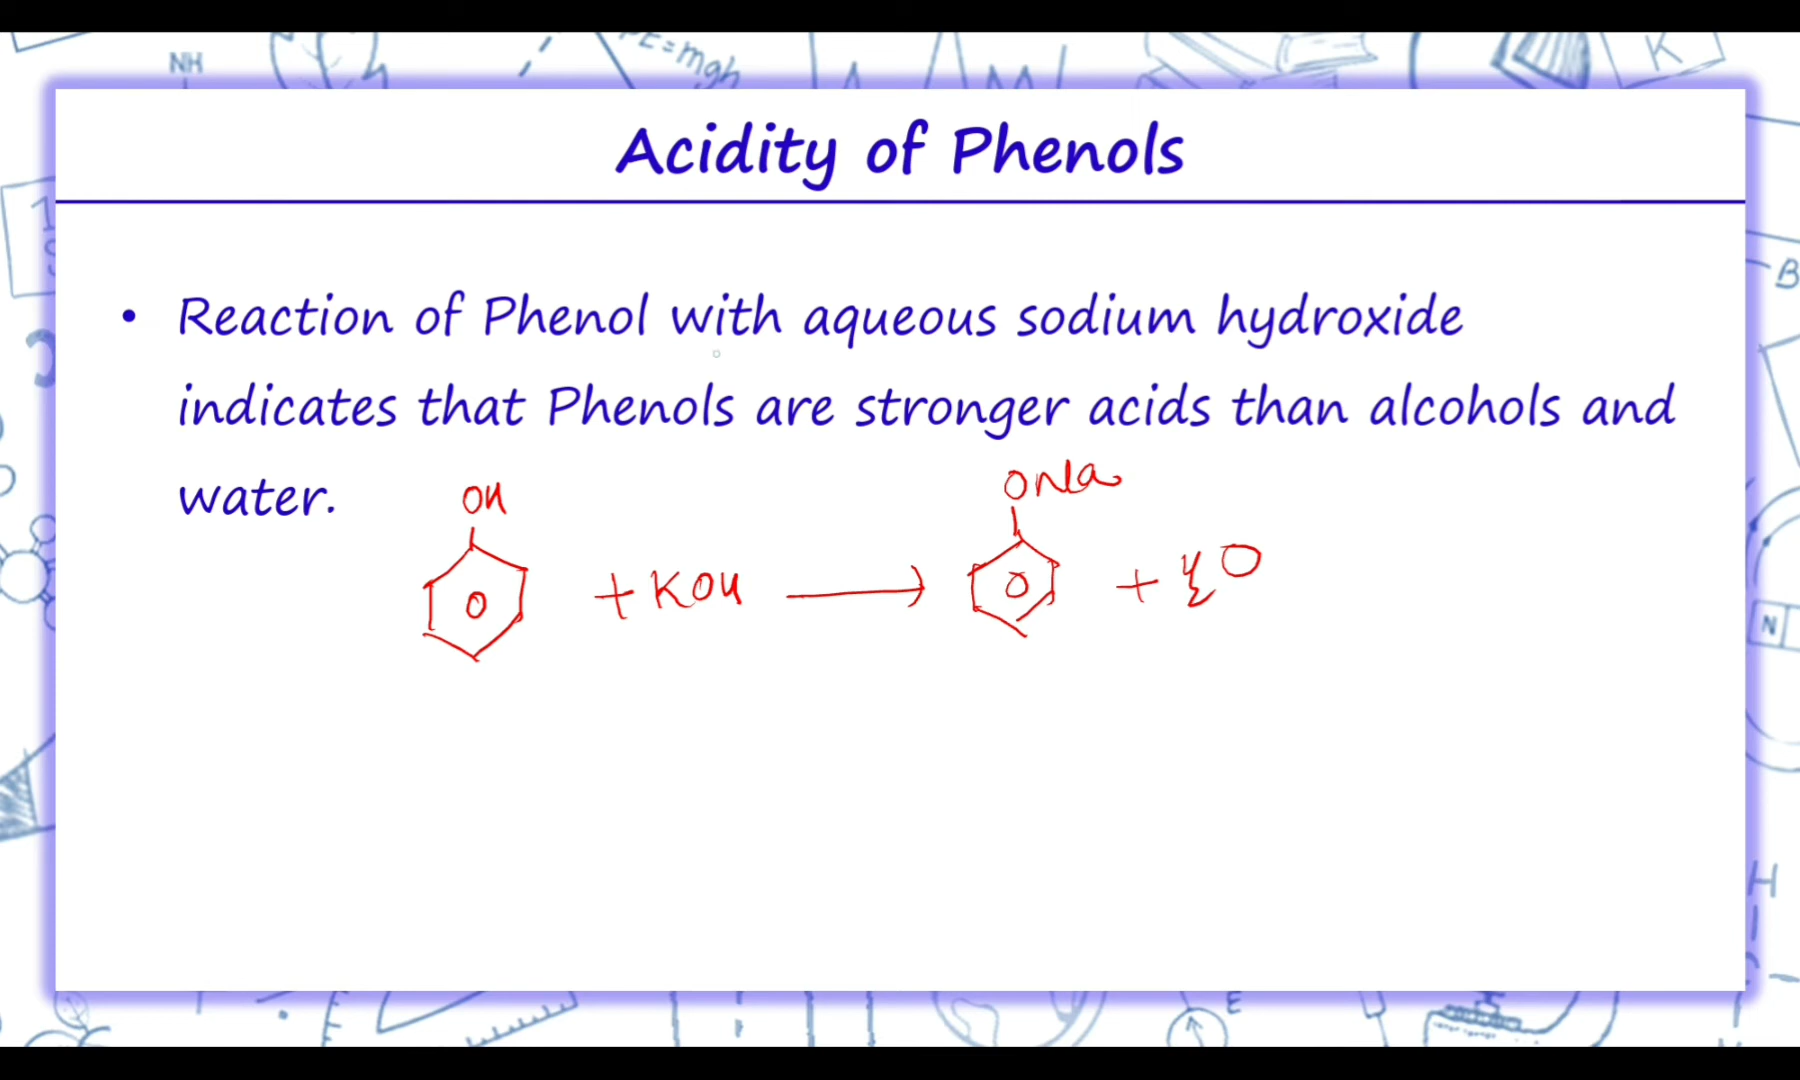 NH
PE=mgh
K
Acidity of Phenols
B
• Reaction of Phenol with aqueous sodium hydroxide
indicates that Phenols are stronger acids than alcohols and
water.
OH
ONa
+ KOH ⟶ + H₂O
N
H
E